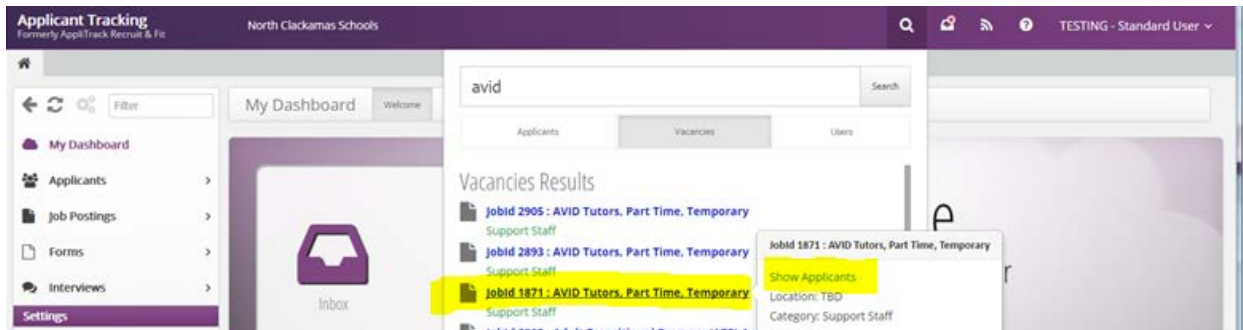 Applicant Tracking
Formerly AppliTrack Recruit & Fit
North Clackamas Schools
TESTING - Standard User
avid
Search
Filter
My Dashboard
Welcome
Applicants
Vacancies
Users
My Dashboard
Applicants
Job Postings
Forms
Interviews
Settings
Inbox
Vacancies Results
JobId 2905 : AVID Tutors, Part Time, Temporary
Support Staff
JobId 2893 : AVID Tutors, Part Time, Temporary
Support Staff
JobId 1871 : AVID Tutors, Part Time, Temporary
Support Staff
JobId 1871 : AVID Tutors, Part Time, Temporary
Show Applicants
Location: TBD
Category: Support Staff